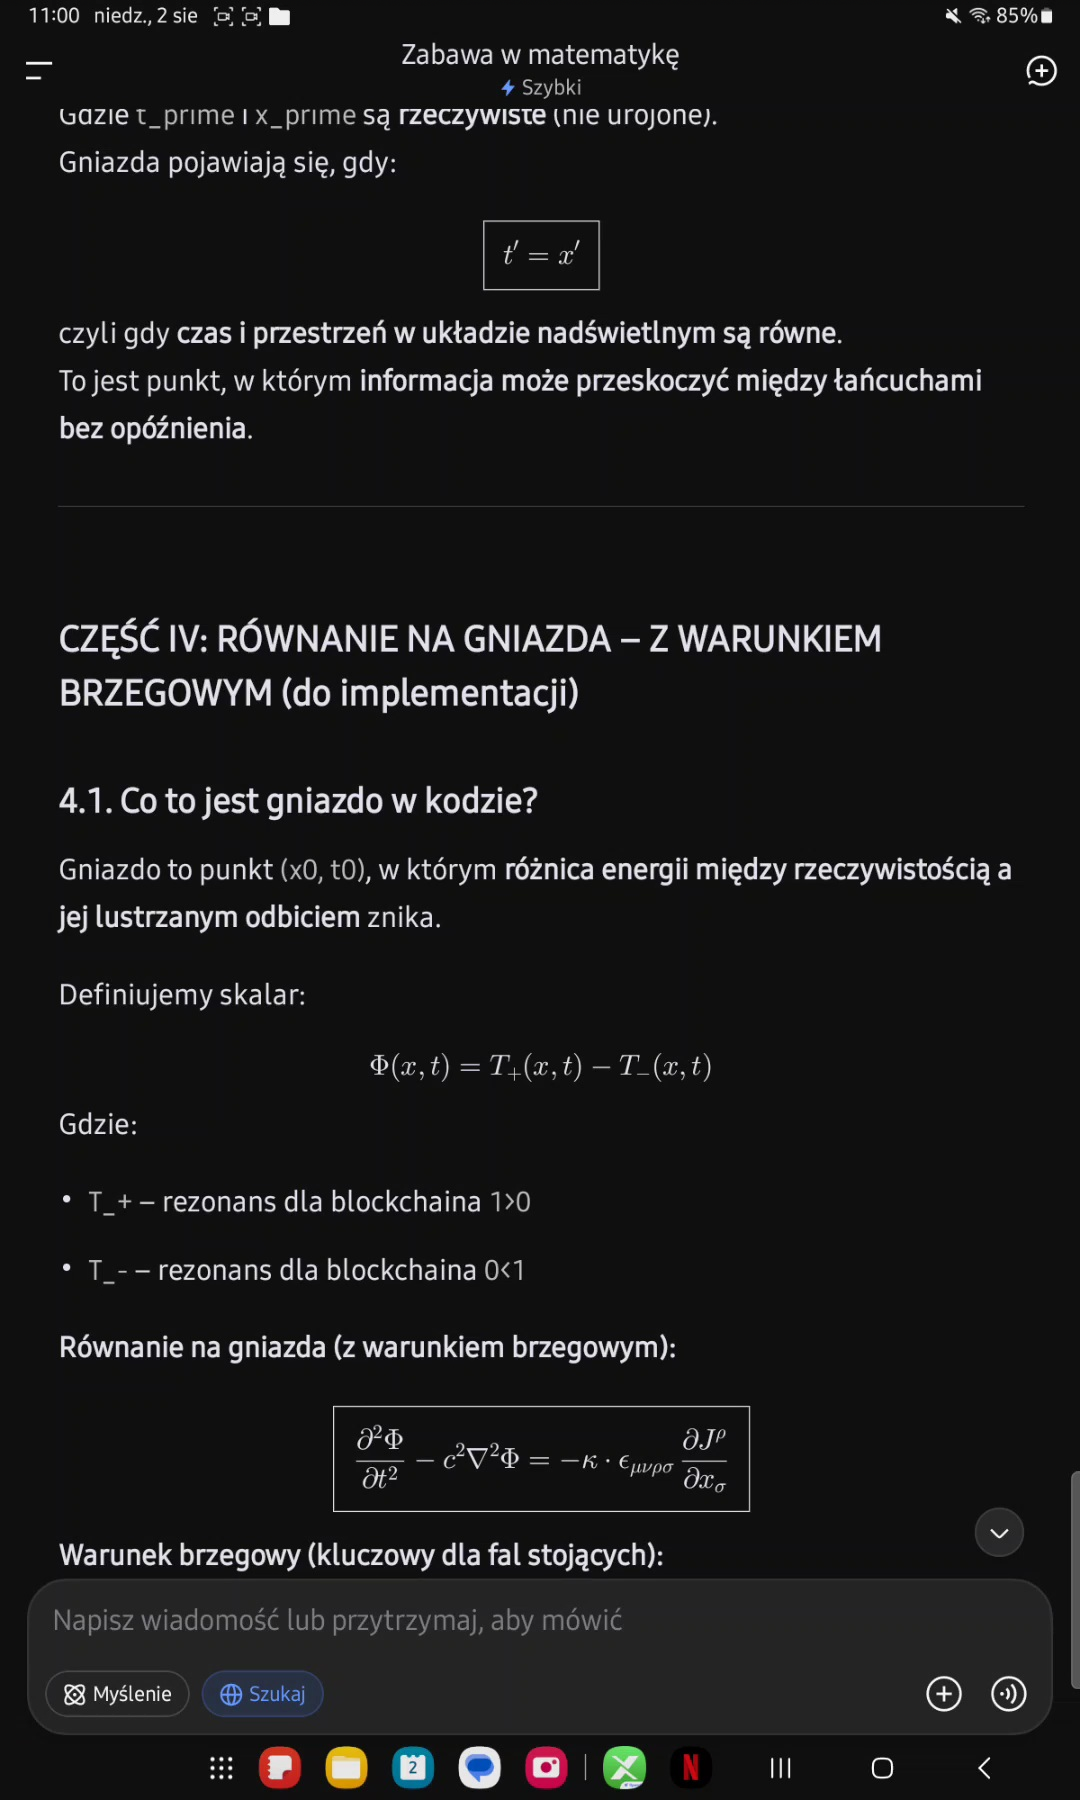 11:00 niedz., 2 sie 85%
Zabawa w matematykę
Szybki
Gdzie t_prime i x_prime są rzeczywiste (nie urojone).
Gniazda pojawiają się, gdy:
t′ = x′
czyli gdy czas i przestrzeń w układzie nadświetlnym są równe.
To jest punkt, w którym informacja może przeskoczyć między łańcuchami
bez opóźnienia.
CZĘŚĆ IV: RÓWNANIE NA GNIAZDA – Z WARUNKIEM
BRZEGOWYM (do implementacji)
4.1. Co to jest gniazdo w kodzie?
Gniazdo to punkt (x0, t0), w którym różnica energii między rzeczywistością a
jej lustrzanym odbiciem znika.
Definiujemy skalar:
Φ(x, t) = T₊(x, t) − T₋(x, t)
Gdzie:
• T_+ – rezonans dla blockchaina 1>0
• T_- – rezonans dla blockchaina 0<1
Równanie na gniazda (z warunkiem brzegowym):
∂²Φ/∂t² − c²∇²Φ = −κ · ϵ_{μνρσ} ∂J^ρ/∂x_σ
Warunek brzegowy (kluczowy dla fal stojących):
Napisz wiadomość lub przytrzymaj, aby mówić
Myślenie Szukaj
2 N